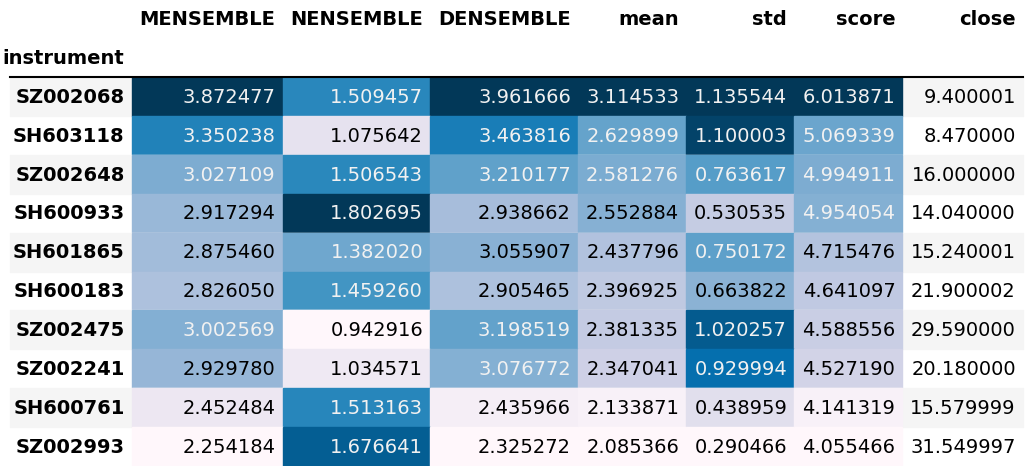 MENSEMBLE NENSEMBLE DENSEMBLE mean std score close
instrument
SZ002068 3.872477 1.509457 3.961666 3.114533 1.135544 6.013871 9.400001
SH603118 3.350238 1.075642 3.463816 2.629899 1.100003 5.069339 8.470000
SZ002648 3.027109 1.506543 3.210177 2.581276 0.763617 4.994911 16.000000
SH600933 2.917294 1.802695 2.938662 2.552884 0.530535 4.954054 14.040000
SH601865 2.875460 1.382020 3.055907 2.437796 0.750172 4.715476 15.240001
SH600183 2.826050 1.459260 2.905465 2.396925 0.663822 4.641097 21.900002
SZ002475 3.002569 0.942916 3.198519 2.381335 1.020257 4.588556 29.590000
SZ002241 2.929780 1.034571 3.076772 2.347041 0.929994 4.527190 20.180000
SH600761 2.452484 1.513163 2.435966 2.133871 0.438959 4.141319 15.579999
SZ002993 2.254184 1.676641 2.325272 2.085366 0.290466 4.055466 31.549997